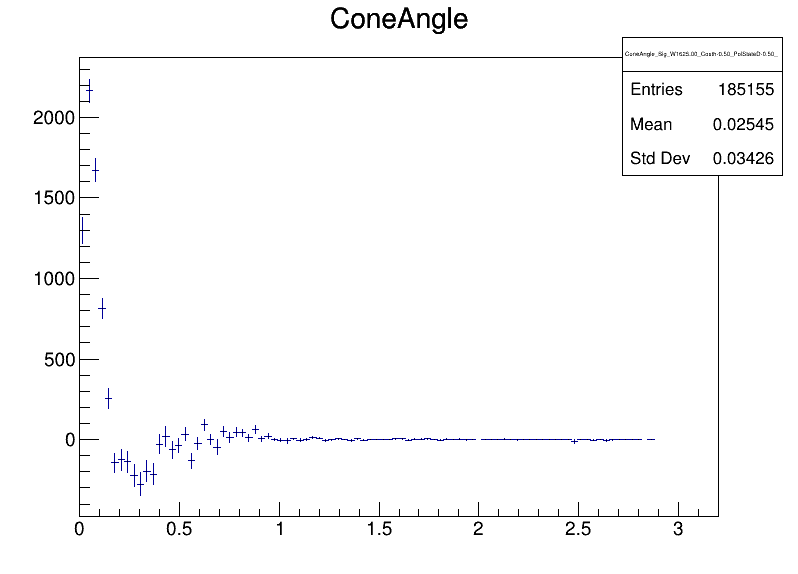 ConeAngle
ConeAngle_Sig_W1625.00_Costh-0.50_PolStateD-0.50_
Entries 185155
Mean 0.02545
Std Dev 0.03426
2000
1500
1000
500
0
0 0.5 1 1.5 2 2.5 3